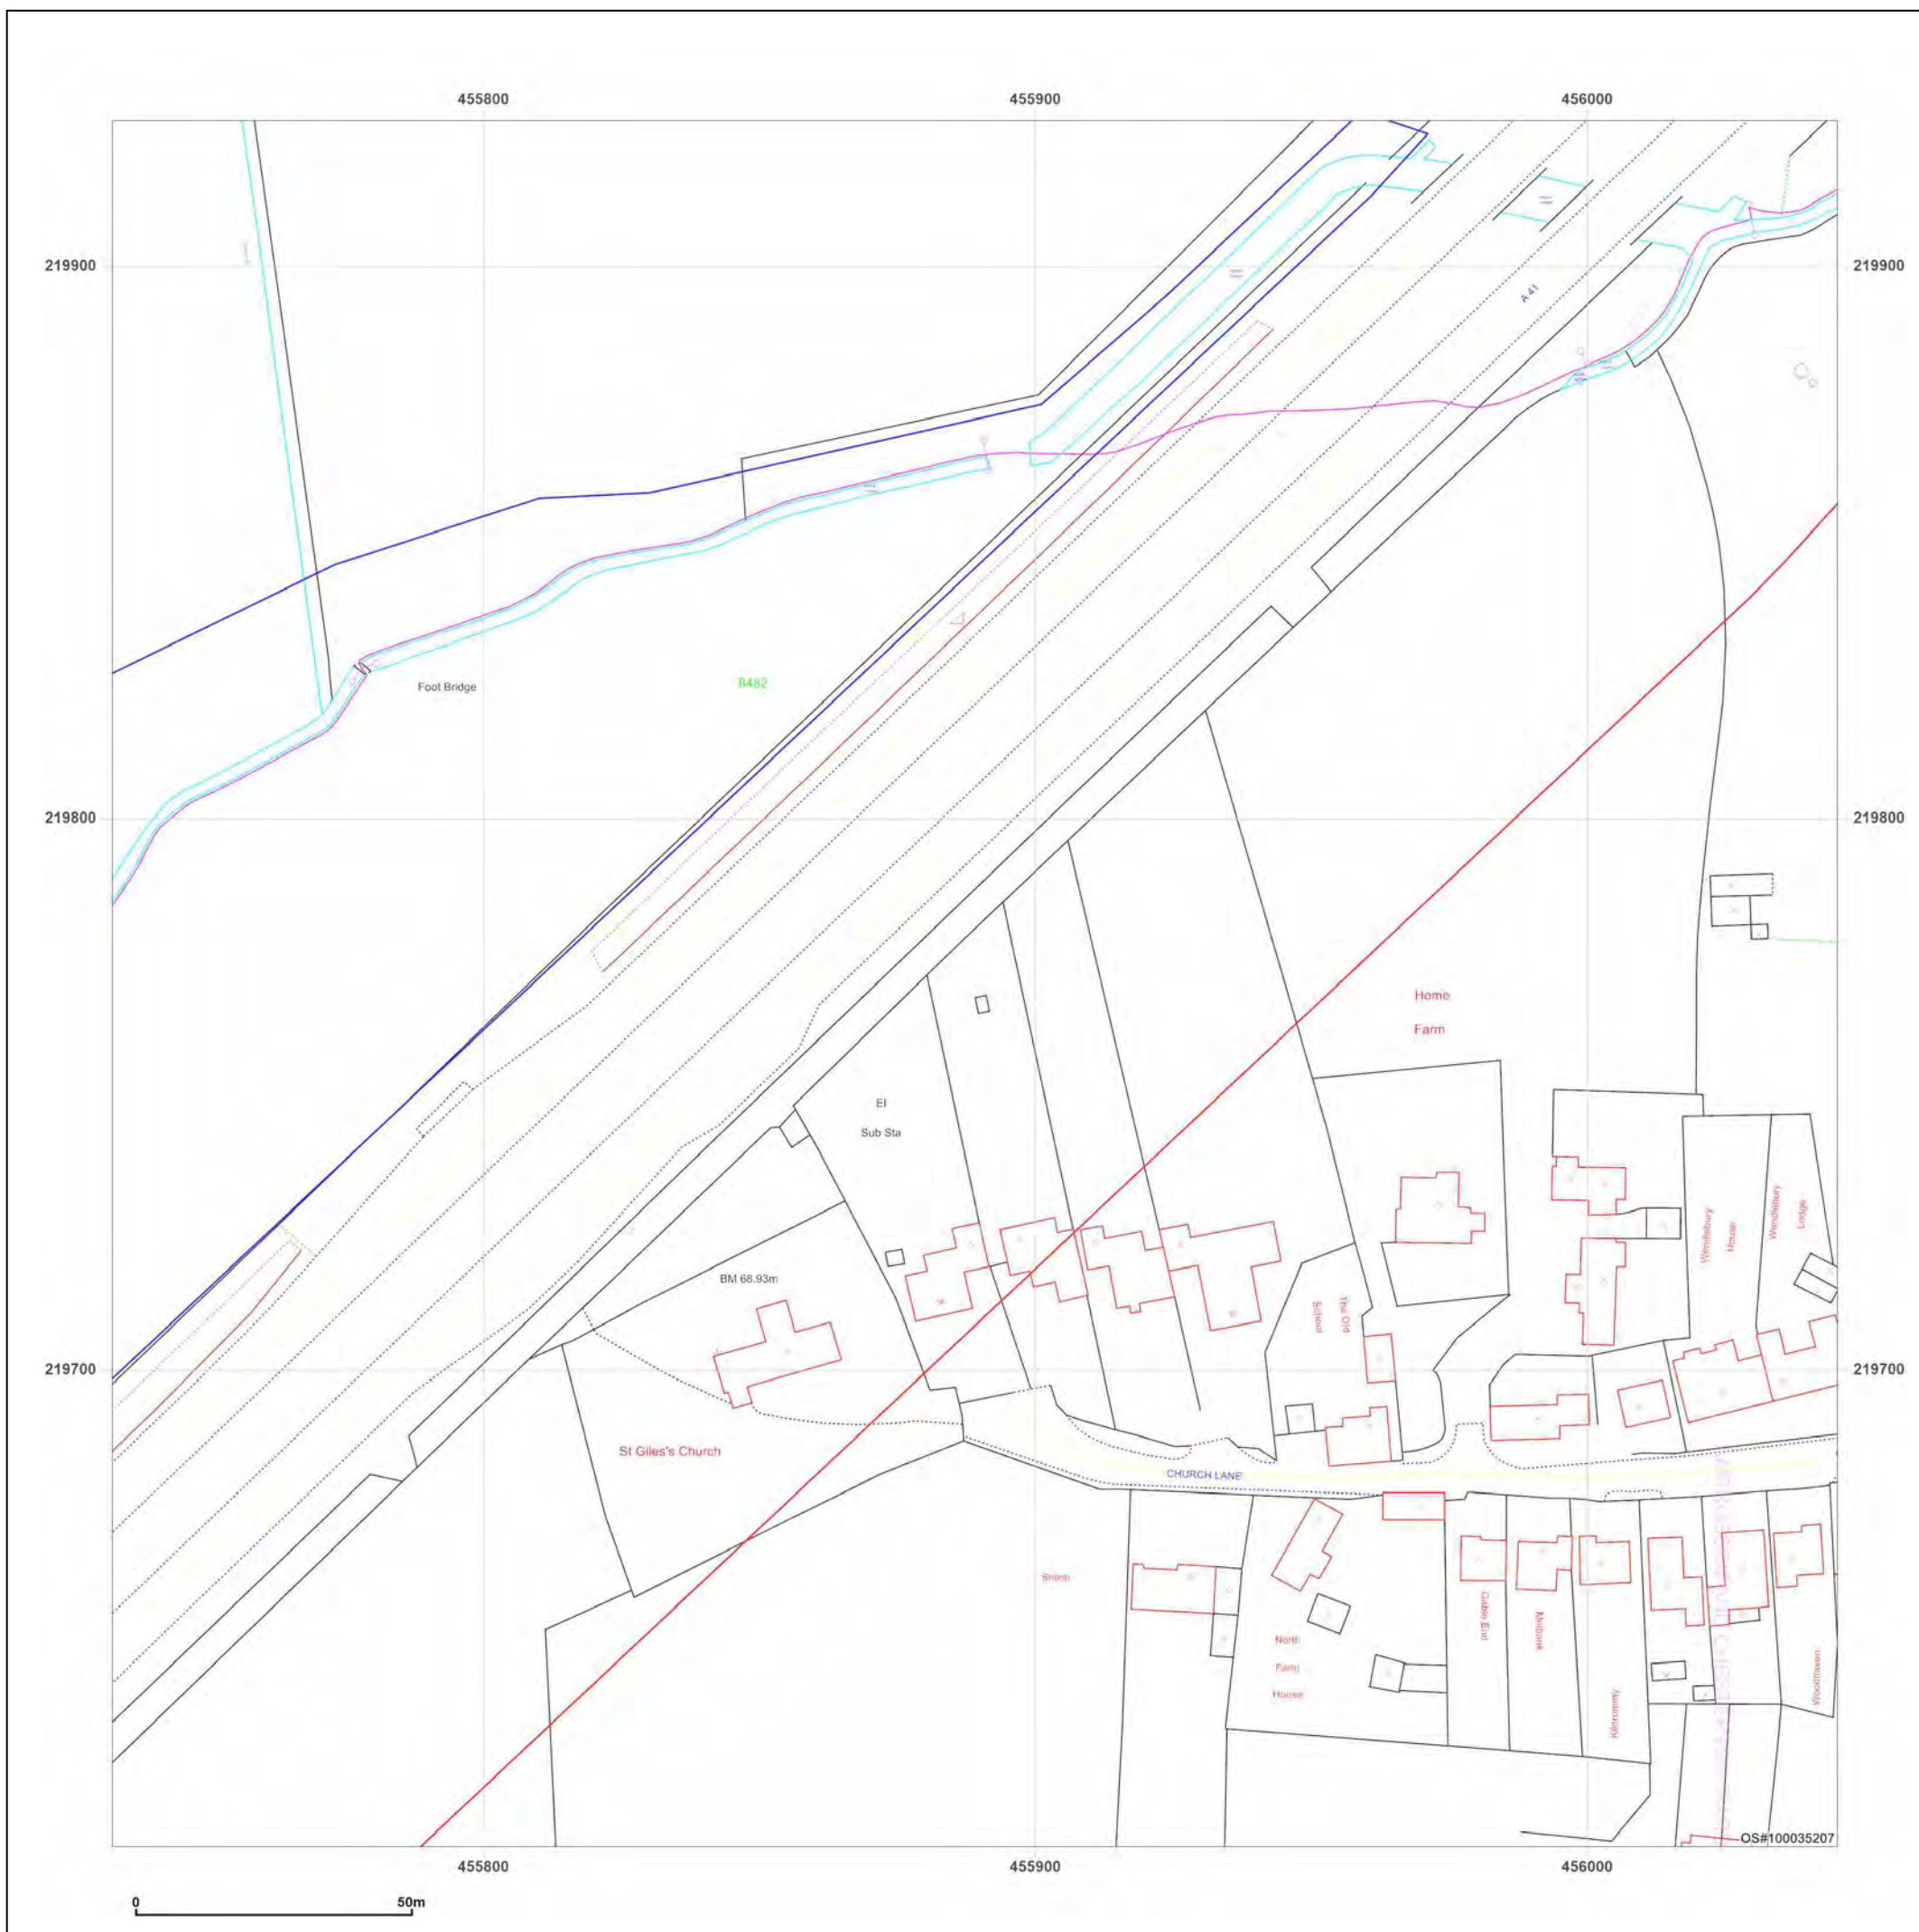 455800
455900
456000
219900
219900
A 41
Foot Bridge
8482
219800
219800
Home
Farm
El
Sub Sta
Wendlebury
House
Wendlebury
Lodge
BM 68.93m
The Old
School
219700
219700
St Giles's Church
CHURCH LANE
North
Farm
House
Gable End
Kilcrummy
Woodhaven
OS#100035207
455800
455900
456000
0
50m